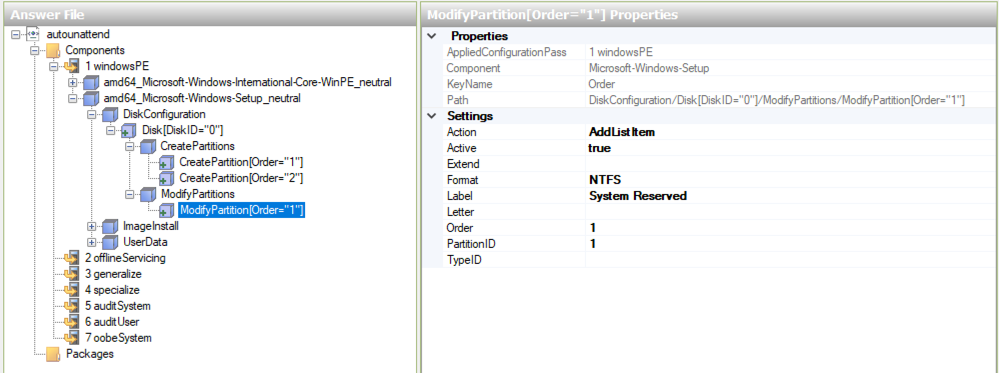 Answer File
autounattend
Components
1 windowsPE
amd64_Microsoft-Windows-International-Core-WinPE_neutral
amd64_Microsoft-Windows-Setup_neutral
DiskConfiguration
Disk[DiskID="0"]
CreatePartitions
CreatePartition[Order="1"]
CreatePartition[Order="2"]
ModifyPartitions
ModifyPartition[Order="1"]
ImageInstall
UserData
2 offlineServicing
3 generalize
4 specialize
5 auditSystem
6 auditUser
7 oobeSystem
Packages
ModifyPartition[Order="1"] Properties
Properties
AppliedConfigurationPass 1 windowsPE
Component Microsoft-Windows-Setup
KeyName Order
Path DiskConfiguration/Disk[DiskID="0"]/ModifyPartitions/ModifyPartition[Order="1"]
Settings
Action AddListItem
Active true
Extend
Format NTFS
Label System Reserved
Letter
Order 1
PartitionID 1
TypeID